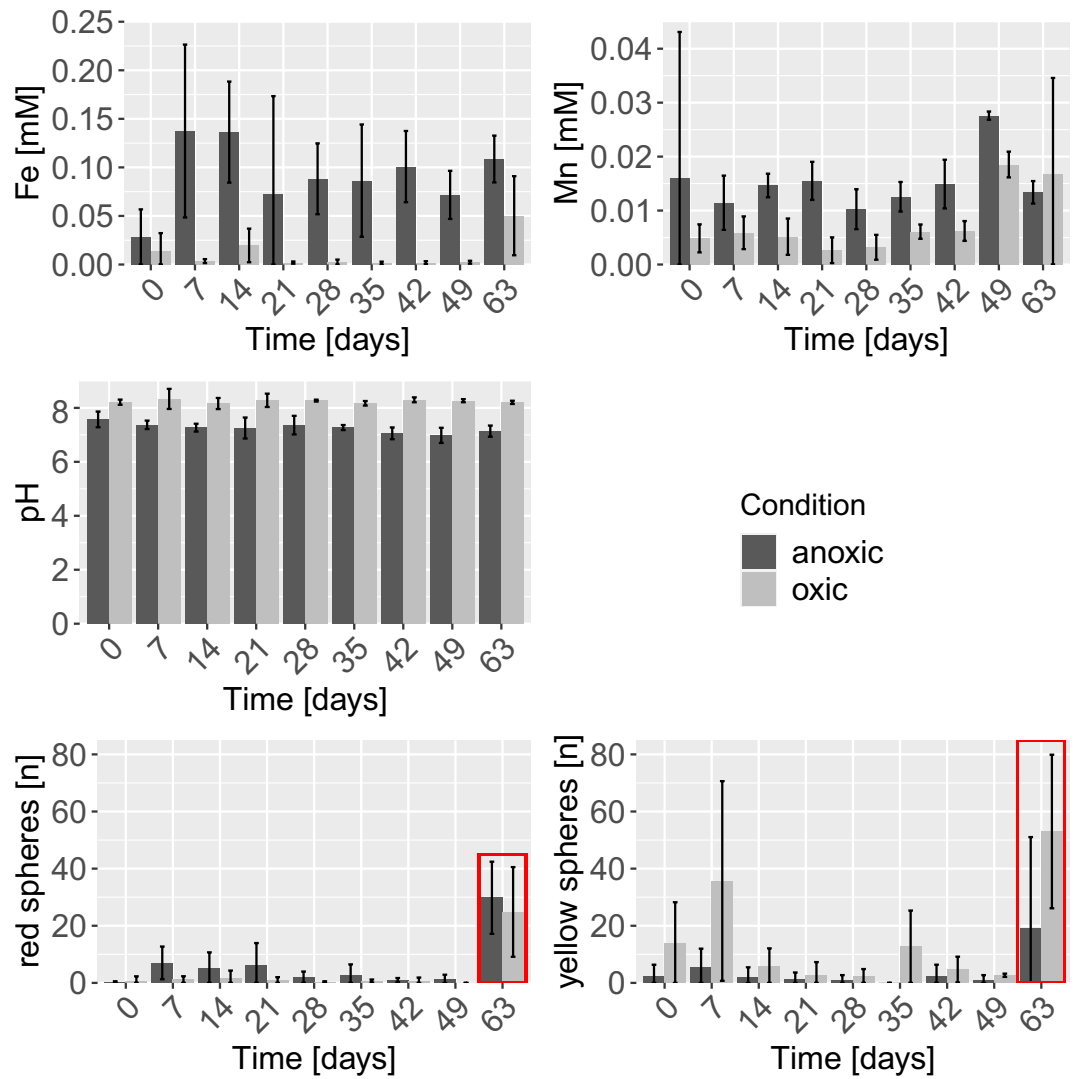 Fe [mM]
0.25
0.20
0.15
0.10
0.05
0.00
0 7 14 21 28 35 42 49 63
Time [days]
Mn [mM]
0.04
0.03
0.02
0.01
0.00
0 7 14 21 28 35 42 49 63
Time [days]
pH
8
6
4
2
0
0 7 14 21 28 35 42 49 63
Time [days]
Condition
anoxic
oxic
red spheres [n]
80
60
40
20
0
0 7 14 21 28 35 42 49 63
Time [days]
yellow spheres [n]
80
60
40
20
0
0 7 14 21 28 35 42 49 63
Time [days]